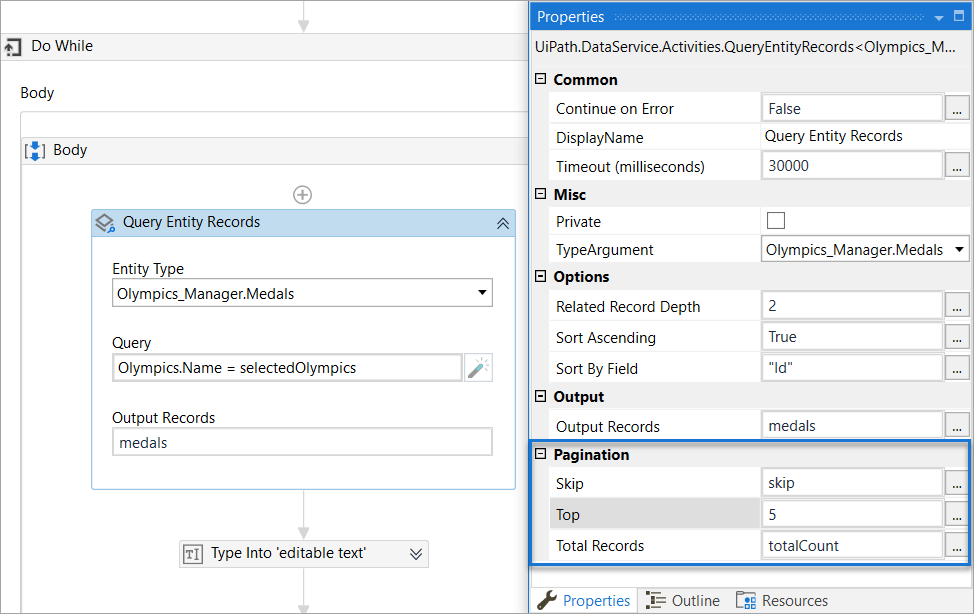 Do While
Body
Body
Query Entity Records
Entity Type
Olympics_Manager.Medals
Query
Olympics.Name = selectedOlympics
Output Records
medals
Type Into 'editable text'
Properties
UiPath.DataService.Activities.QueryEntityRecords<Olympics_M...
Common
Continue on Error False ...
DisplayName Query Entity Records
Timeout (milliseconds) 30000 ...
Misc
Private
TypeArgument Olympics_Manager.Medals
Options
Related Record Depth 2 ...
Sort Ascending True ...
Sort By Field "Id" ...
Output
Output Records medals ...
Pagination
Skip skip ...
Top 5 ...
Total Records totalCount ...
Properties Outline Resources